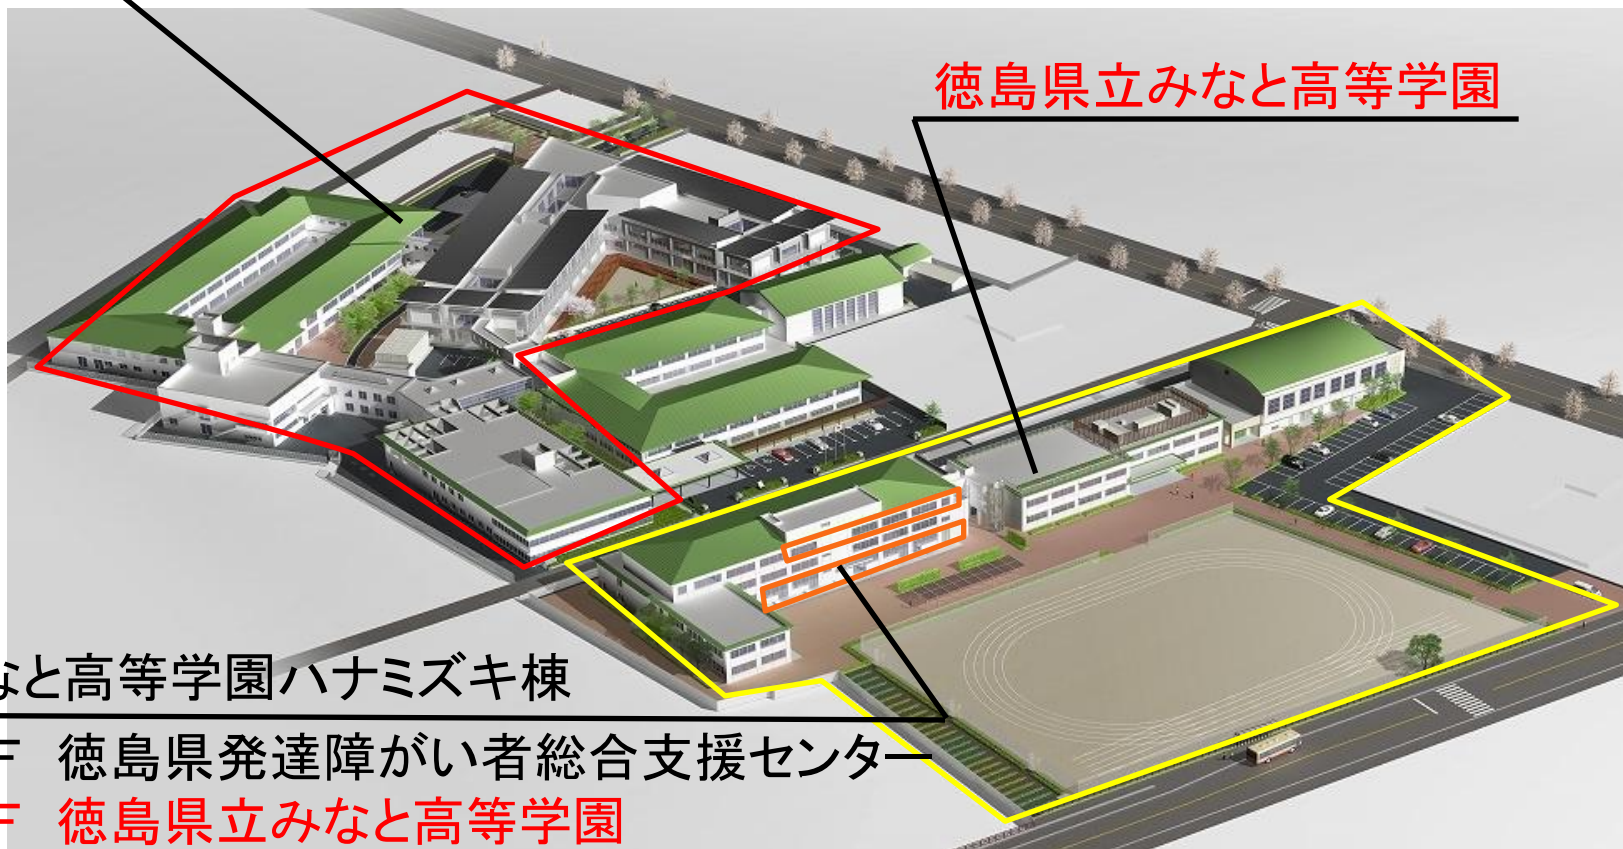 徳島県立みなと高等学園
なと高等学園ハナミズキ棟
F 徳島県発達障がい者総合支援センター
F 徳島県立みなと高等学園